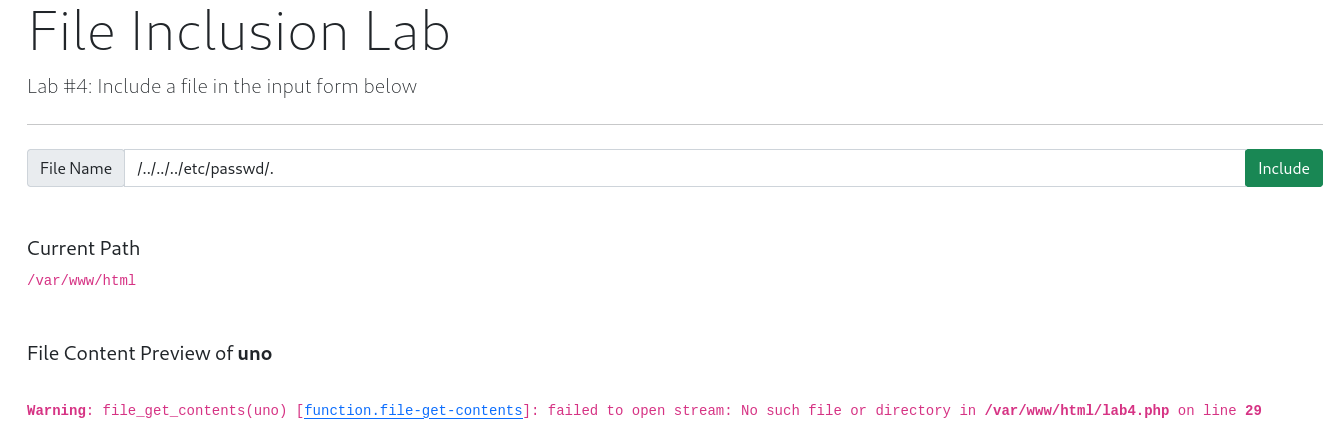 File Inclusion Lab
Lab #4: Include a file in the input form below
File Name /../../../etc/passwd/. Include
Current Path
/var/www/html
File Content Preview of uno
Warning: file_get_contents(uno) [function.file-get-contents]: failed to open stream: No such file or directory in /var/www/html/lab4.php on line 29